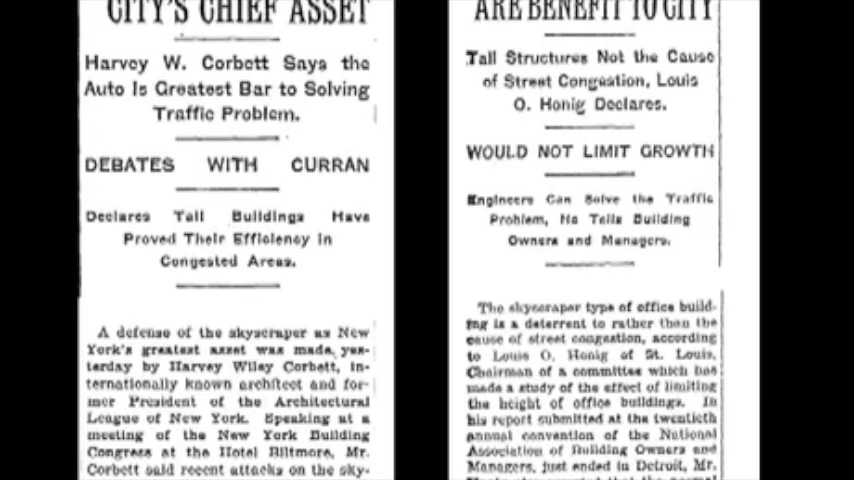 CITY'S CHIEF ASSET
Harvey W. Corbett Says the
Auto Is Greatest Bar to Solving
Traffic Problem.
DEBATES WITH CURRAN
Declares Tall Buildings Have
Proved Their Efficiency in
Congested Areas.
A defense of the skyscraper as New
York's greatest asset was made yes-
terday by Harvey Wiley Corbett, in-
ternationally known architect and for-
mer President of the Architectural
League of New York. Speaking at a
meeting of the New York Building
Congress at the Hotel Biltmore, Mr.
Corbett said recent attacks on the sky-
ARE BENEFIT TO CITY
Tall Structures Not the Cause
of Street Congestion, Louis
O. Honig Declares.
WOULD NOT LIMIT GROWTH
Engineers Can Solve the Traffic
Problem, He Tells Building
Owners and Managers.
The skyscraper type of office build-
ing is a deterrent to rather than the
cause of street congestion, according
to Louis O. Honig of St. Louis,
Chairman of a committee which has
made a study of the effect of limiting
the height of office buildings. In
his report submitted at the twentieth
annual convention of the National
Association of Building Owners and
Managers, just ended in Detroit, Mr.